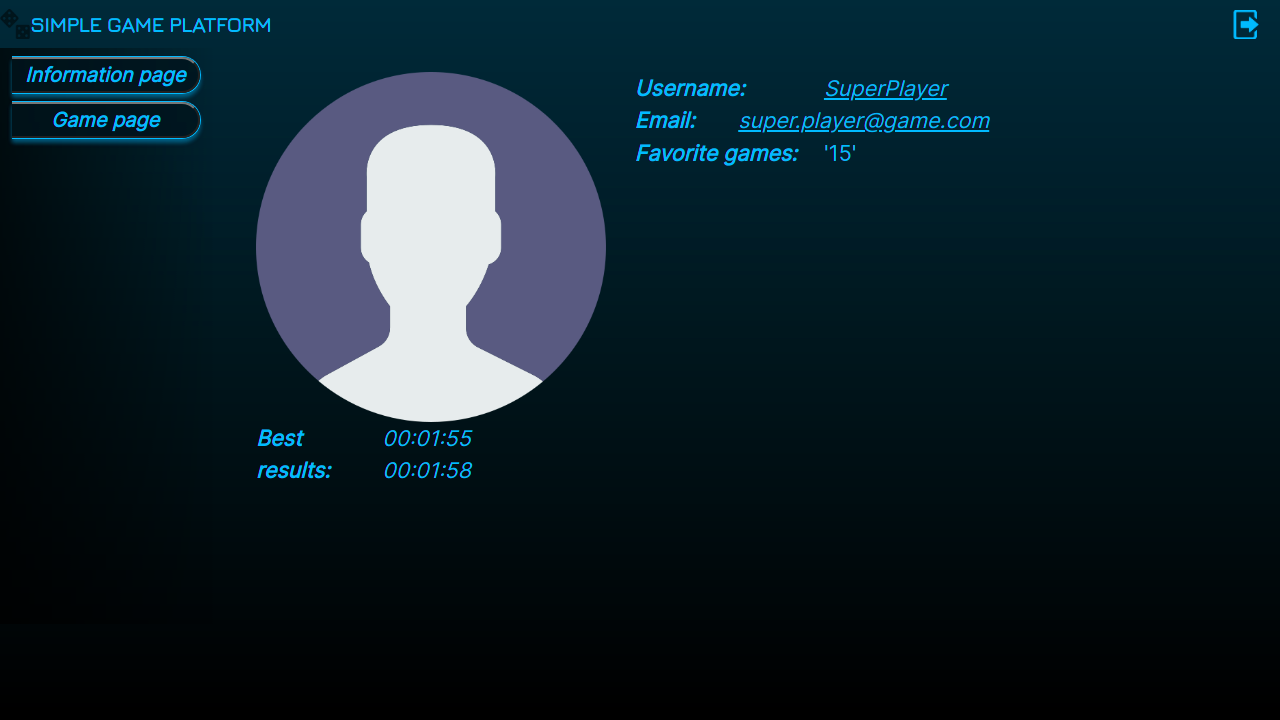 SIMPLE GAME PLATFORM
Information page
Game page
Username: SuperPlayer
Email: super.player@game.com
Favorite games: '15'
Best results:
00:01:55
00:01:58